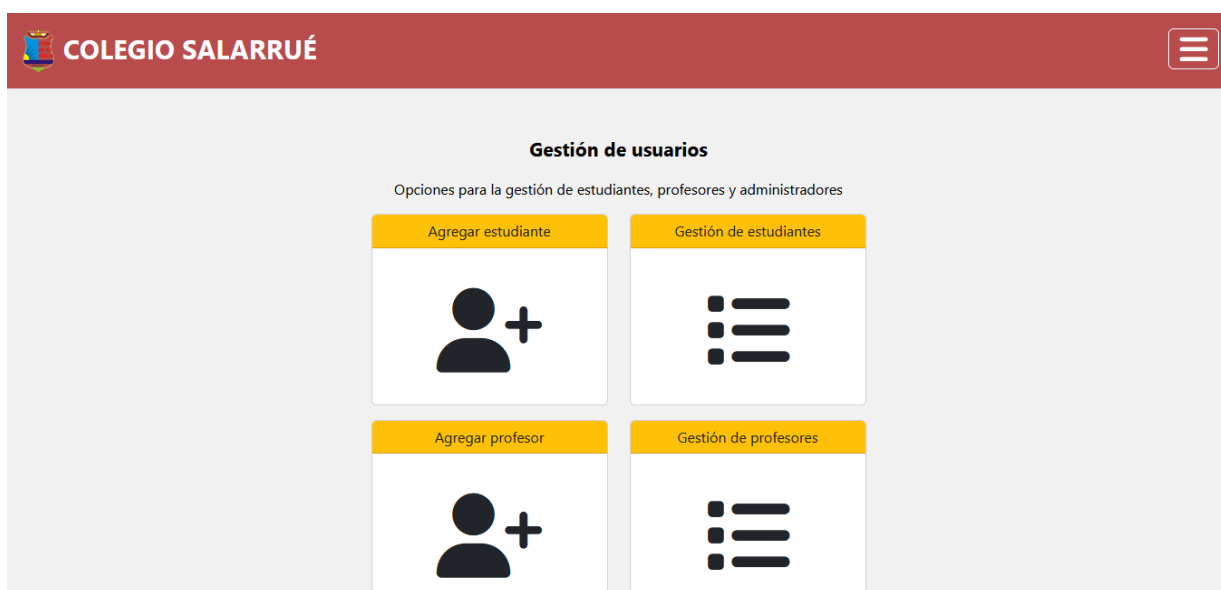 COLEGIO SALARRUÉ
Gestión de usuarios
Opciones para la gestión de estudiantes, profesores y administradores
Agregar estudiante
Gestión de estudiantes
Agregar profesor
Gestión de profesores